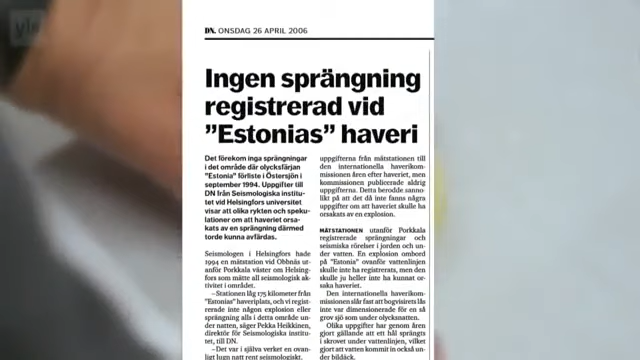 yle
DN. ONSDAG 26 APRIL 2006
Ingen sprängning
registrerad vid
”Estonias” haveri
Det förekom inga sprängningar
i det område där olycksfärjan
”Estonia” förliste i Östersjön i
september 1994. Uppgifter till
DN från Seismologiska institu-
tet vid Helsingfors universitet
visar att olika rykten och speku-
lationer om att haveriet orsa-
kats av en sprängning därmed
torde kunna avfärdas.
Seismologen i Helsingfors hade
1994 en mätstation vid Obbnäs ut-
anför Porkkala väster om Helsing-
fors som mätte all seismologisk ak-
tivitet i området.
– Stationen låg 175 kilometer från
”Estonias” haveriplats, och vi regist-
rerade inte någon explosion eller
sprängning alls i detta område un-
der natten, säger Pekka Heikkinen,
direktör för Seismologiska institu-
tet, till DN.
– Det var i själva verket en ovan-
ligt lugn natt rent seismologiskt.
uppgifterna från mätstationen till
den internationella haverikom-
missionen åren efter haveriet, men
kommissionen publicerade aldrig
uppgifterna. Detta berodde sanno-
likt på att det då inte fanns några
uppgifter om att haveriet skulle ha
orsakats av en explosion.
MÄTSTATIONEN utanför Porkkala
registrerade sprängningar och
seismiska rörelser i jorden och un-
der vatten. En explosion ombord
på ”Estonia” ovanför vattenlinjen
skulle inte ha registrerats, men den
skulle ju heller inte ha kunnat or-
saka haveriet.
Den internationella haverikom-
missionen slår fast att bogvisirets lås
inte var dimensionerade för en så
grov sjö som under olycksnatten.
Olika uppgifter har genom åren
gjort gällande att ett hål sprängts
i skrovet under vattenlinjen, vilket
gjort att vatten kommit in också un-
der bildäck.